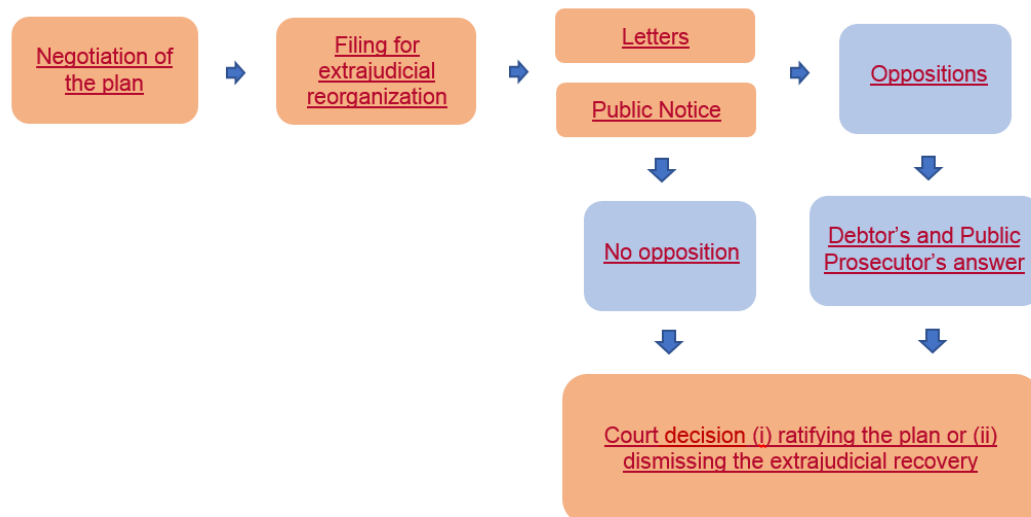 Negotiation of
the plan
Filing for
extrajudicial
reorganization
Letters
Public Notice
Oppositions
No opposition
Debtor’s and Public
Prosecutor’s answer
Court decision (i) ratifying the plan or (ii)
dismissing the extrajudicial recovery